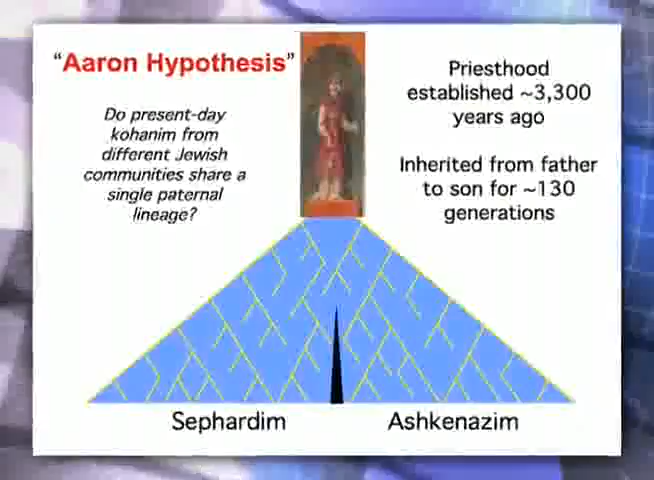 "Aaron Hypothesis"
Do present-day
kohanim from
different Jewish
communities share a
single paternal
lineage?
Priesthood
established ~3,300
years ago
Inherited from father
to son for ~130
generations
Sephardim
Ashkenazim